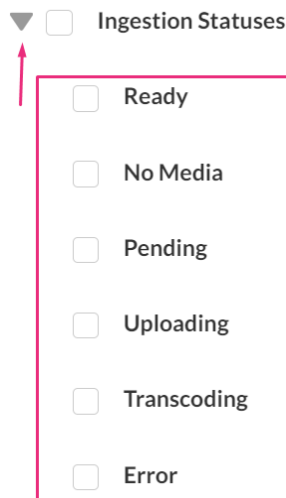 Ingestion Statuses
Ready
No Media
Pending
Uploading
Transcoding
Error